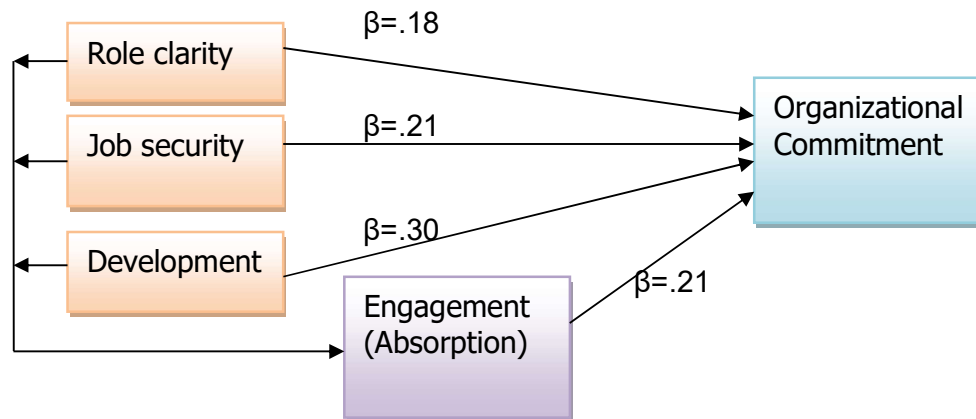 β=.18
Role clarity
Organizational
Commitment
β=.21
Job security
β=.30
Development
β=.21
Engagement
(Absorption)